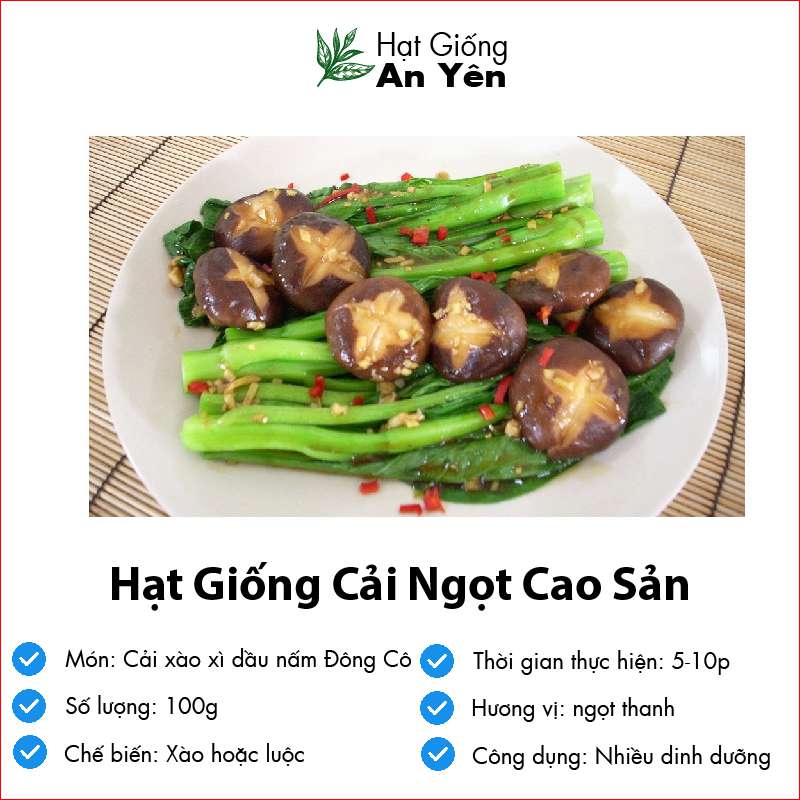 Hạt Giống
An Yên
Hạt Giống Cải Ngọt Cao Sản
Món: Cải xào xì dầu nấm Đông Cô
Thời gian thực hiện: 5-10p
Số lượng: 100g
Hương vị: ngọt thanh
Chế biến: Xào hoặc luộc
Công dụng: Nhiều dinh dưỡng